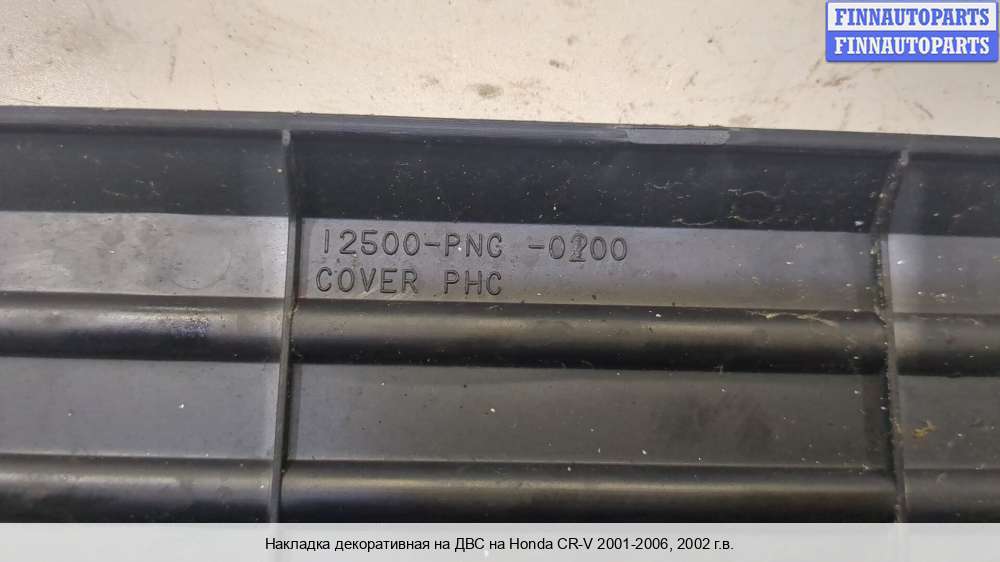 FINNAUTOPARTS
FINNAUTOPARTS
12500-PNC -0200
COVER PHC
Накладка декоративная на ДВС на Honda CR-V 2001-2006, 2002 г.в.